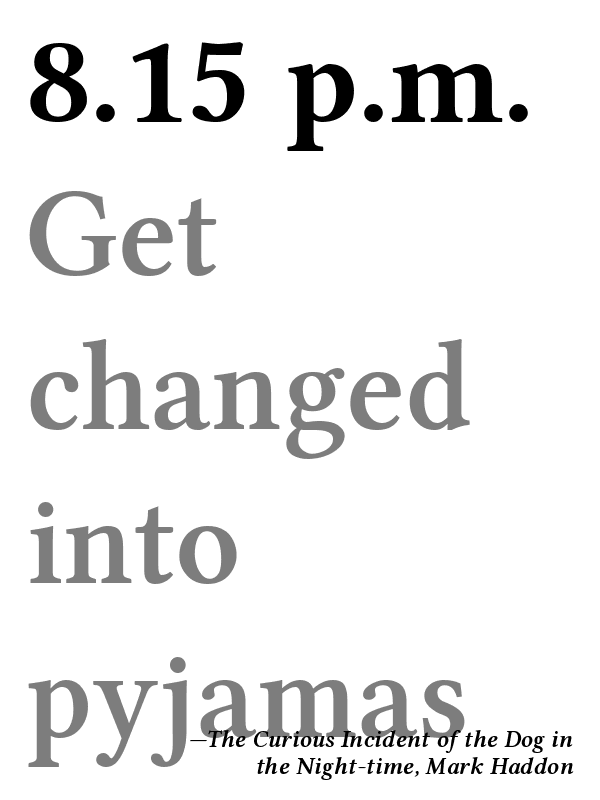 8.15 p.m.
Get
changed
into
pyjamas
—The Curious Incident of the Dog in
the Night-time, Mark Haddon